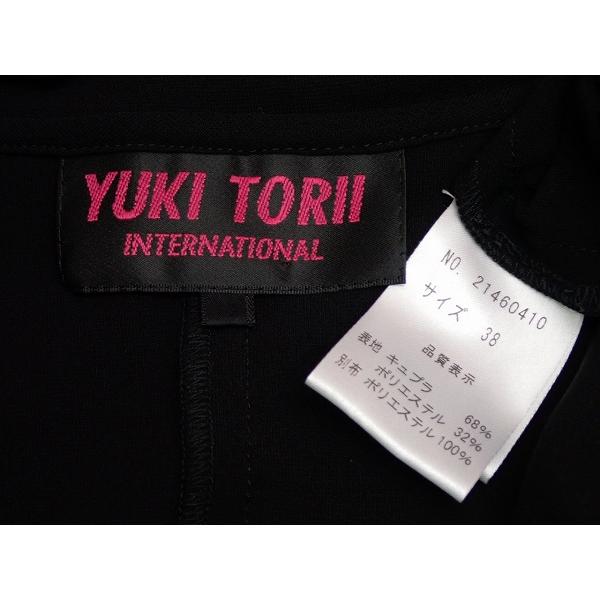 YUKI TORII
INTERNATIONAL
NO. 21460410
サイズ 38
品質表示
表地 キュプラ 68%
ポリエステル 32%
別布 ポリエステル100%